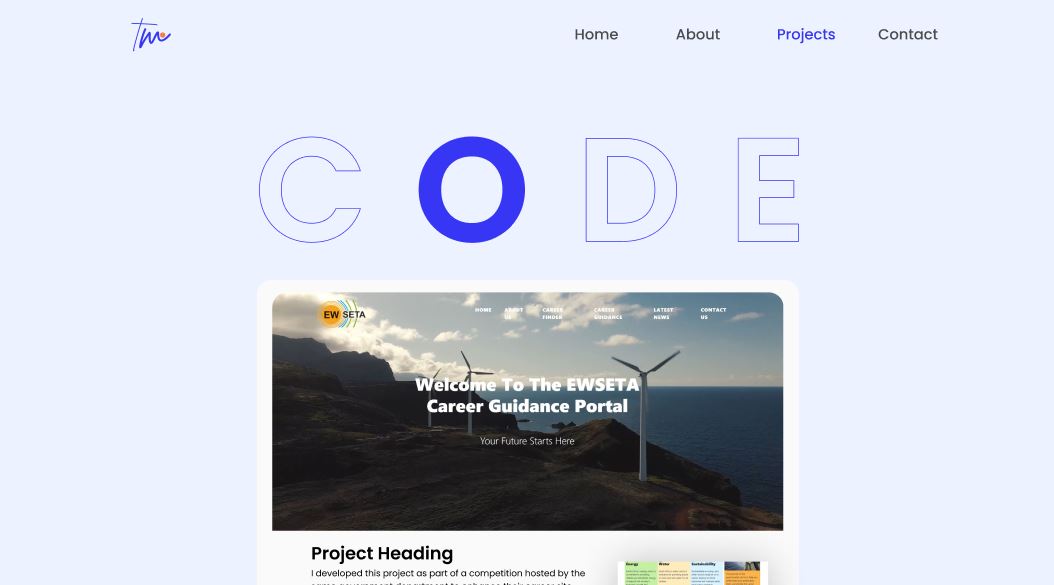 Tm
Home About Projects Contact
CODE
EW SETA
HOME ABOUT US CAREER FINDER CAREER GUIDANCE LATEST NEWS CONTACT US
Welcome To The EWSETA
Career Guidance Portal
Your Future Starts Here
Project Heading
I developed this project as part of a competition hosted by the
Energy Water Sustainability